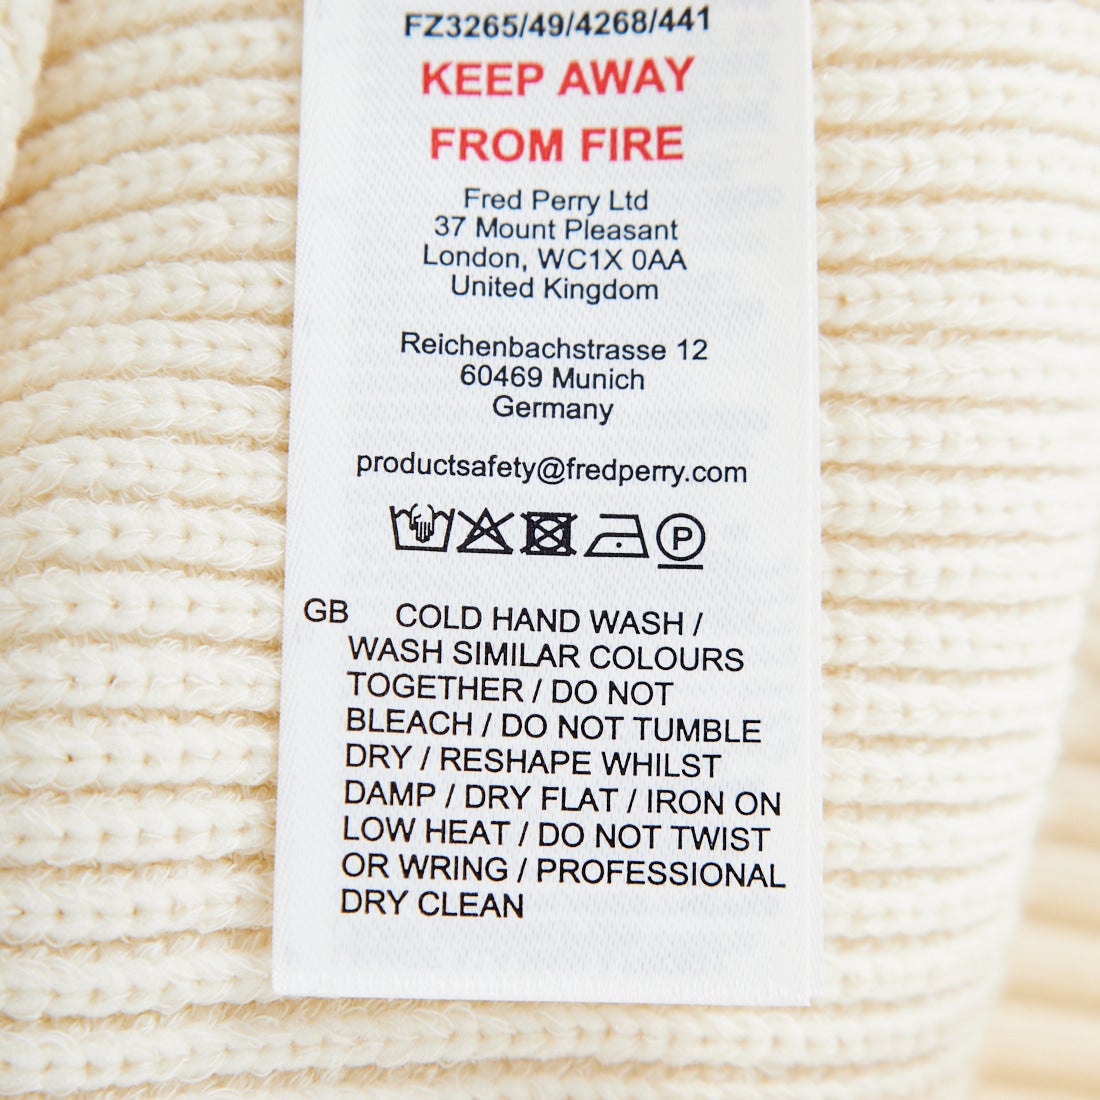 FZ3265/49/4268/441
KEEP AWAY
FROM FIRE
Fred Perry Ltd
37 Mount Pleasant
London, WC1X 0AA
United Kingdom
Reichenbachstrasse 12
60469 Munich
Germany
productsafety@fredperry.com
P
GB COLD HAND WASH /
WASH SIMILAR COLOURS
TOGETHER / DO NOT
BLEACH / DO NOT TUMBLE
DRY / RESHAPE WHILST
DAMP / DRY FLAT / IRON ON
LOW HEAT / DO NOT TWIST
OR WRING / PROFESSIONAL
DRY CLEAN